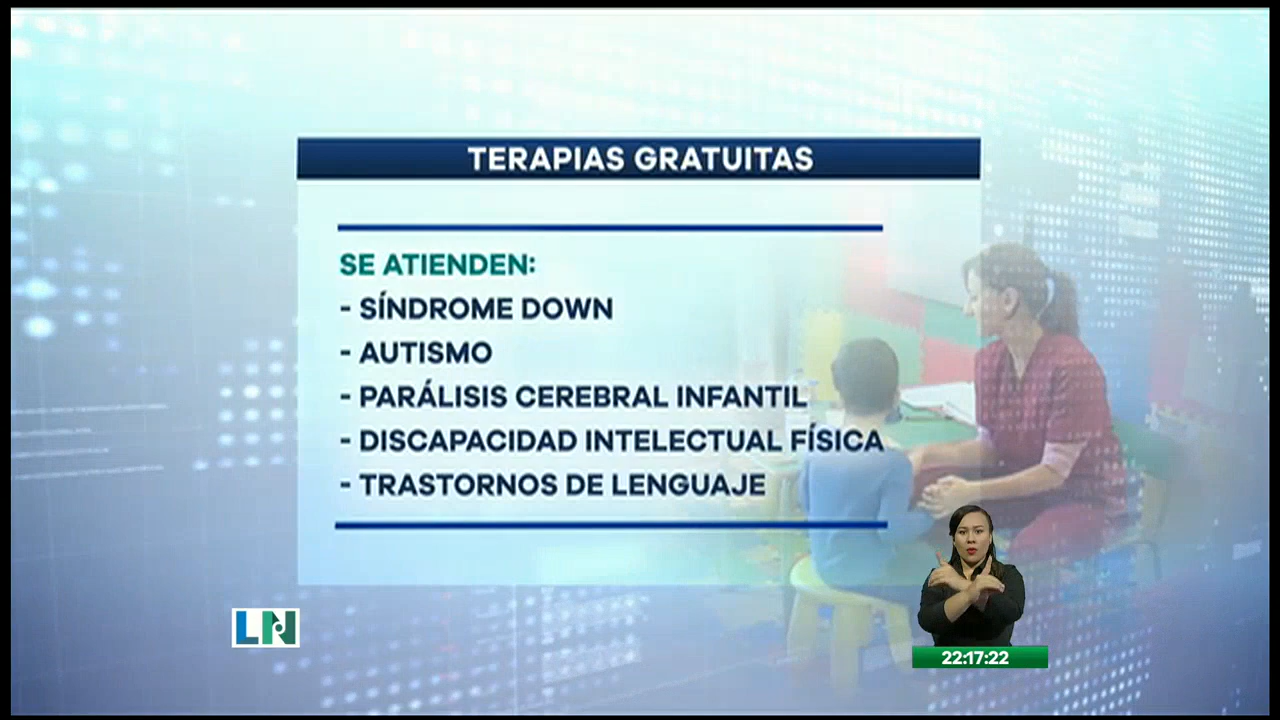 TERAPIAS GRATUITAS
SE ATIENDEN:
- SÍNDROME DOWN
- AUTISMO
- PARÁLISIS CEREBRAL INFANTIL
- DISCAPACIDAD INTELECTUAL FÍSICA
- TRASTORNOS DE LENGUAJE
LN
22:17:22